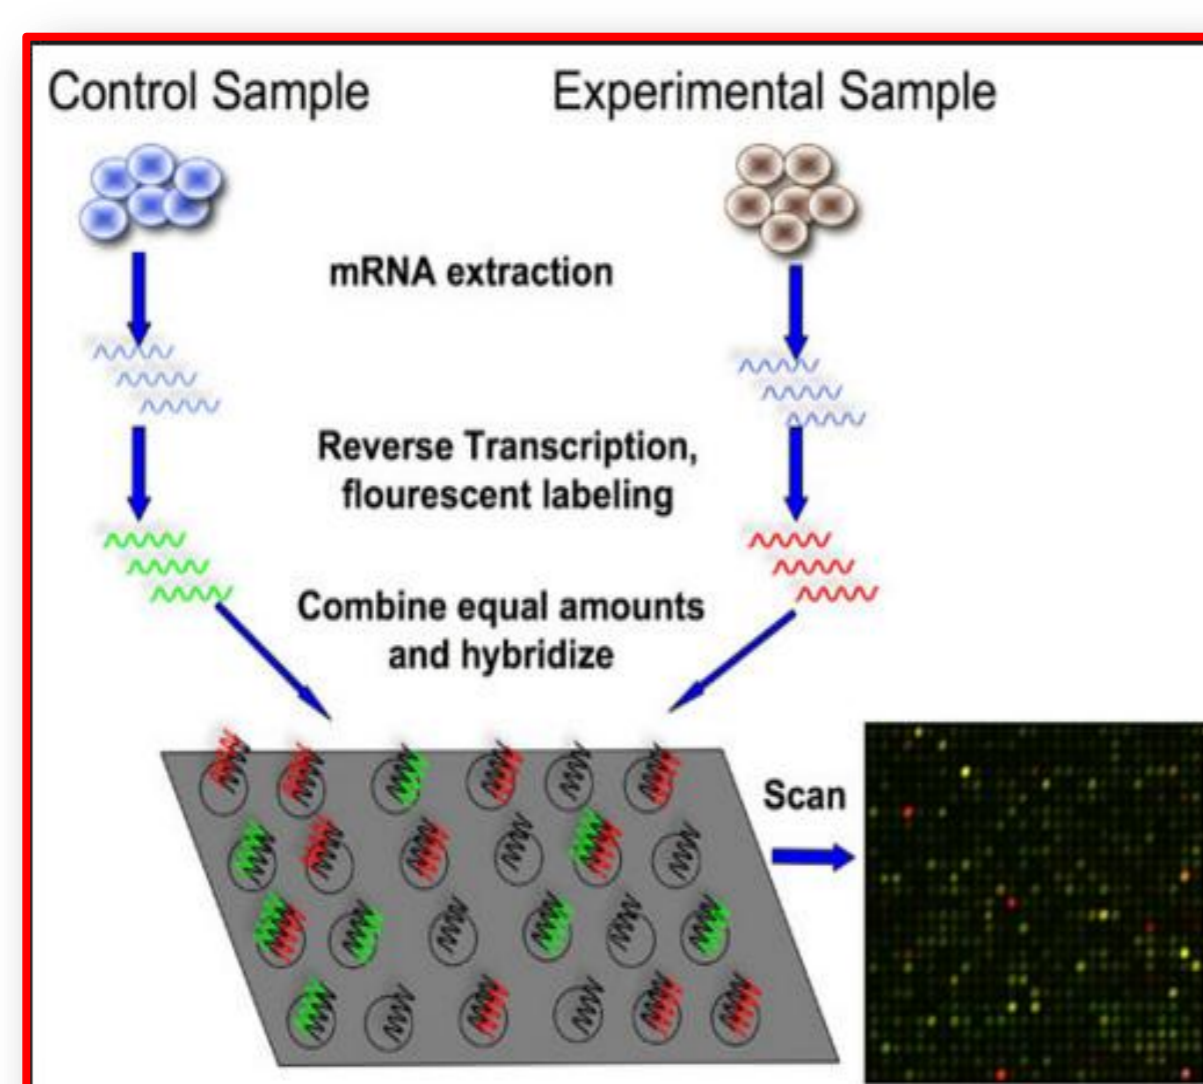 Control Sample
Experimental Sample
mRNA extraction
Reverse Transcription,
flourescent labeling
Combine equal amounts
and hybridize
Scan